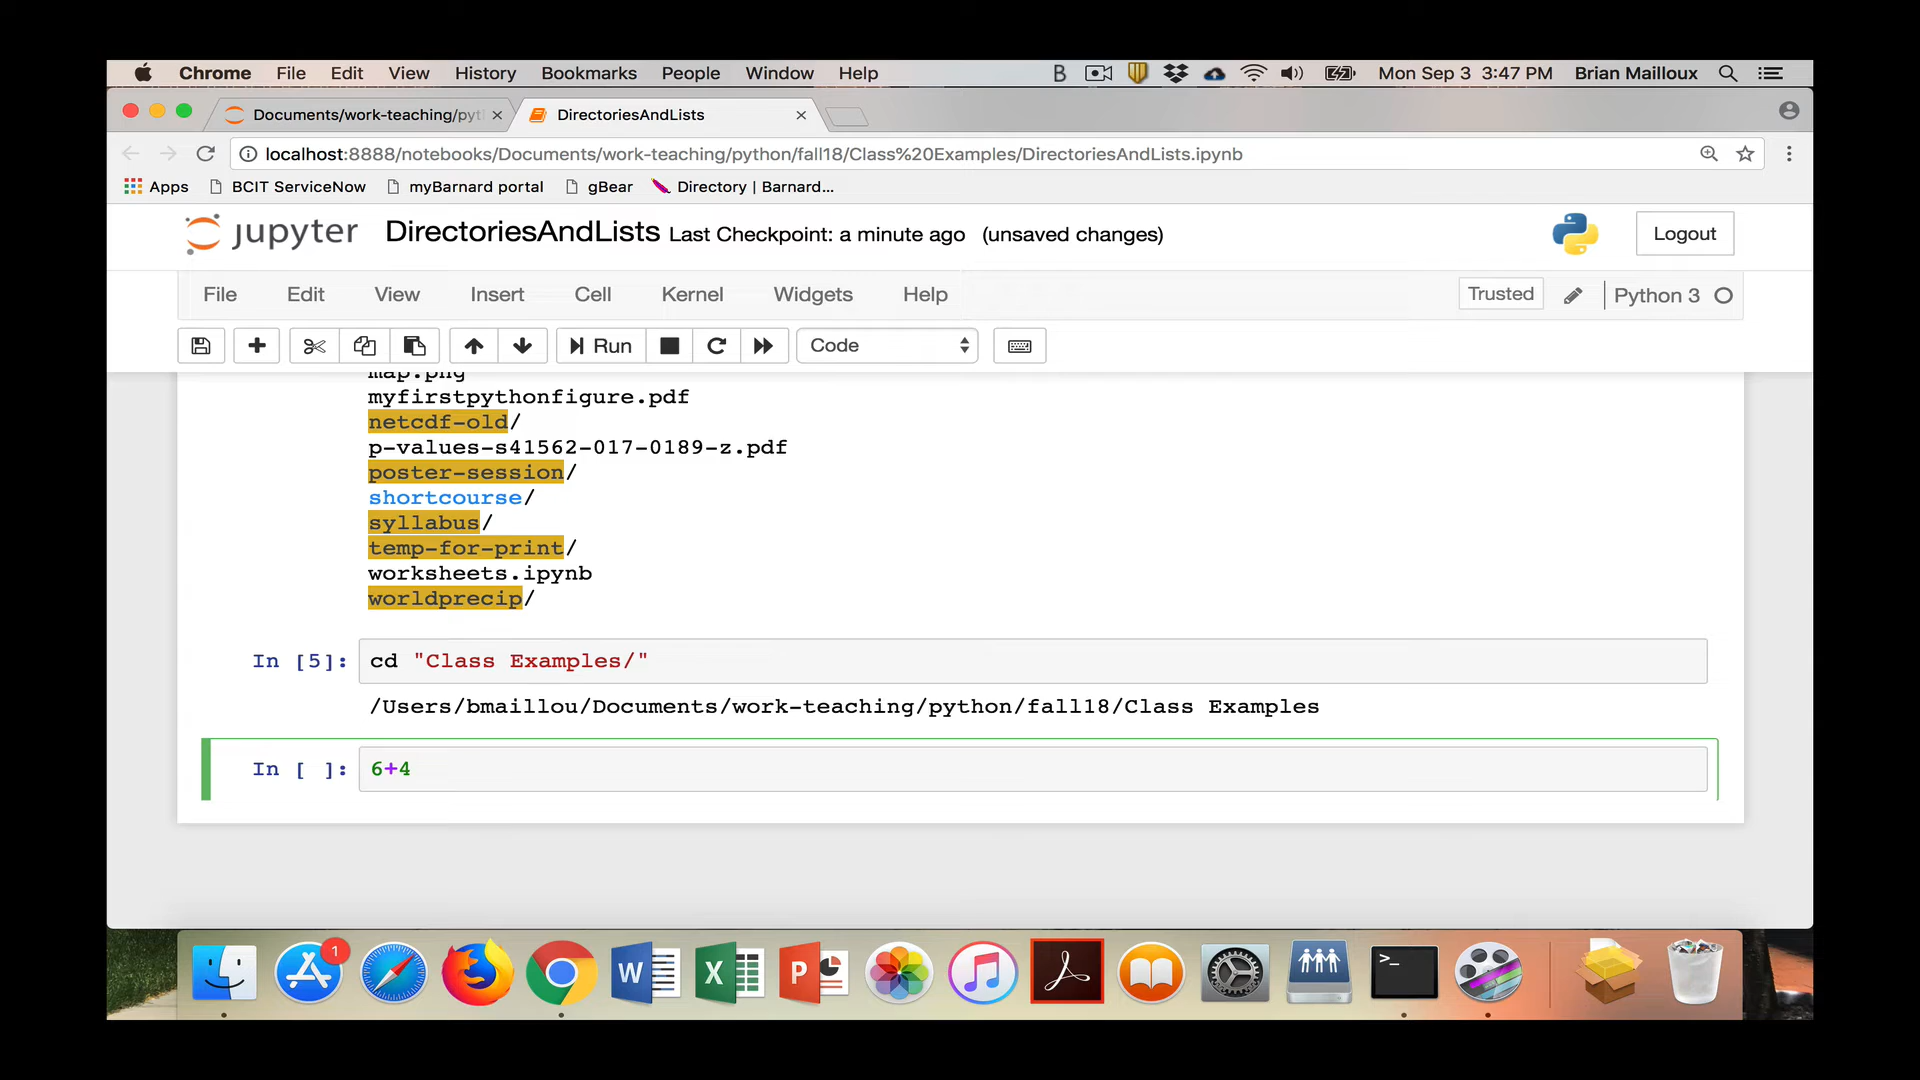 Chrome File Edit View History Bookmarks People Window Help B Mon Sep 3 3:47 PM Brian Mailloux
Documents/work-teaching/pyt DirectoriesAndLists
localhost:8888/notebooks/Documents/work-teaching/python/fall18/Class%20Examples/DirectoriesAndLists.ipynb
Apps BCIT ServiceNow myBarnard portal gBear Directory | Barnard...
jupyter DirectoriesAndLists Last Checkpoint: a minute ago (unsaved changes) Logout
File Edit View Insert Cell Kernel Widgets Help Trusted Python 3
Run Code
map.png
myfirstpythonfigure.pdf
netcdf-old/
p-values-s41562-017-0189-z.pdf
poster-session/
shortcourse/
syllabus/
temp-for-print/
worksheets.ipynb
worldprecip/
In [5]: cd "Class Examples/"
/Users/bmaillou/Documents/work-teaching/python/fall18/Class Examples
In [ ]: 6+4
1
W X P >_